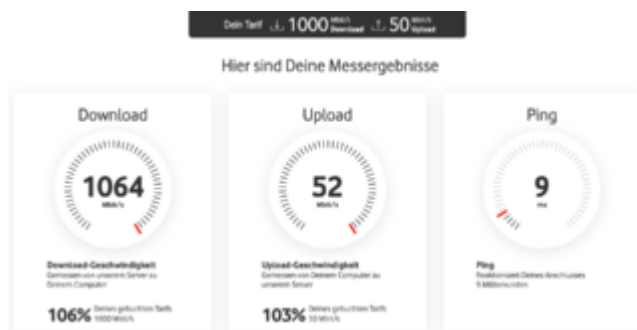 Dein Tarif 1000 Mbit/s Download 50 Mbit/s Upload
Hier sind Deine Messergebnisse
Download
1064
Mbit/s
Download-Geschwindigkeit
Gemessen von unserem Server zu
Deinem Computer
106% Deines gebuchten Tarifs
1000 Mbit/s
Upload
52
Mbit/s
Upload-Geschwindigkeit
Gemessen von Deinem Computer zu
unserem Server
103% Deines gebuchten Tarifs
50 Mbit/s
Ping
9
ms
Ping
Reaktionszeit Deines Anschlusses
9 Millisekunden